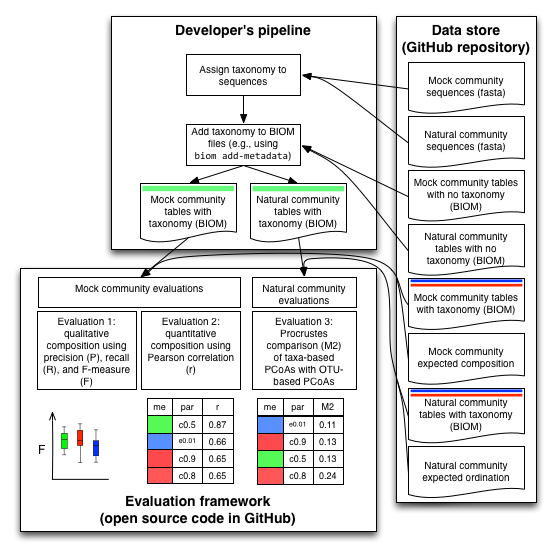 Developer's pipeline
Assign taxonomy to
sequences
Add taxonomy to BIOM
files (e.g., using
biom add-metadata)
Mock community
tables with
taxonomy (BIOM)
Natural community
tables with
taxonomy (BIOM)
Data store
(GitHub repository)
Mock community
sequences (fasta)
Natural community
sequences (fasta)
Mock community tables
with no taxonomy (BIOM)
Natural community
tables with no
taxonomy (BIOM)
Mock community tables
with taxonomy (BIOM)
Mock community
expected composition
Natural community
tables with taxonomy
(BIOM)
Natural community
expected ordination
Mock community evaluations
Natural community
evaluations
Evaluation 1:
qualitative
composition using
precision (P), recall
(R), and F-measure
(F)
Evaluation 2:
quantitative
composition using
Pearson correlation
(r)
Evaluation 3:
Procrustes
comparison (M2)
of taxa-based
PCoAs with OTU-
based PCoAs
F
me par r
c0.5 0.87
e0.01 0.66
c0.9 0.65
c0.8 0.65
me par M2
e0.01 0.11
c0.9 0.13
c0.5 0.13
c0.8 0.24
Evaluation framework
(open source code in GitHub)